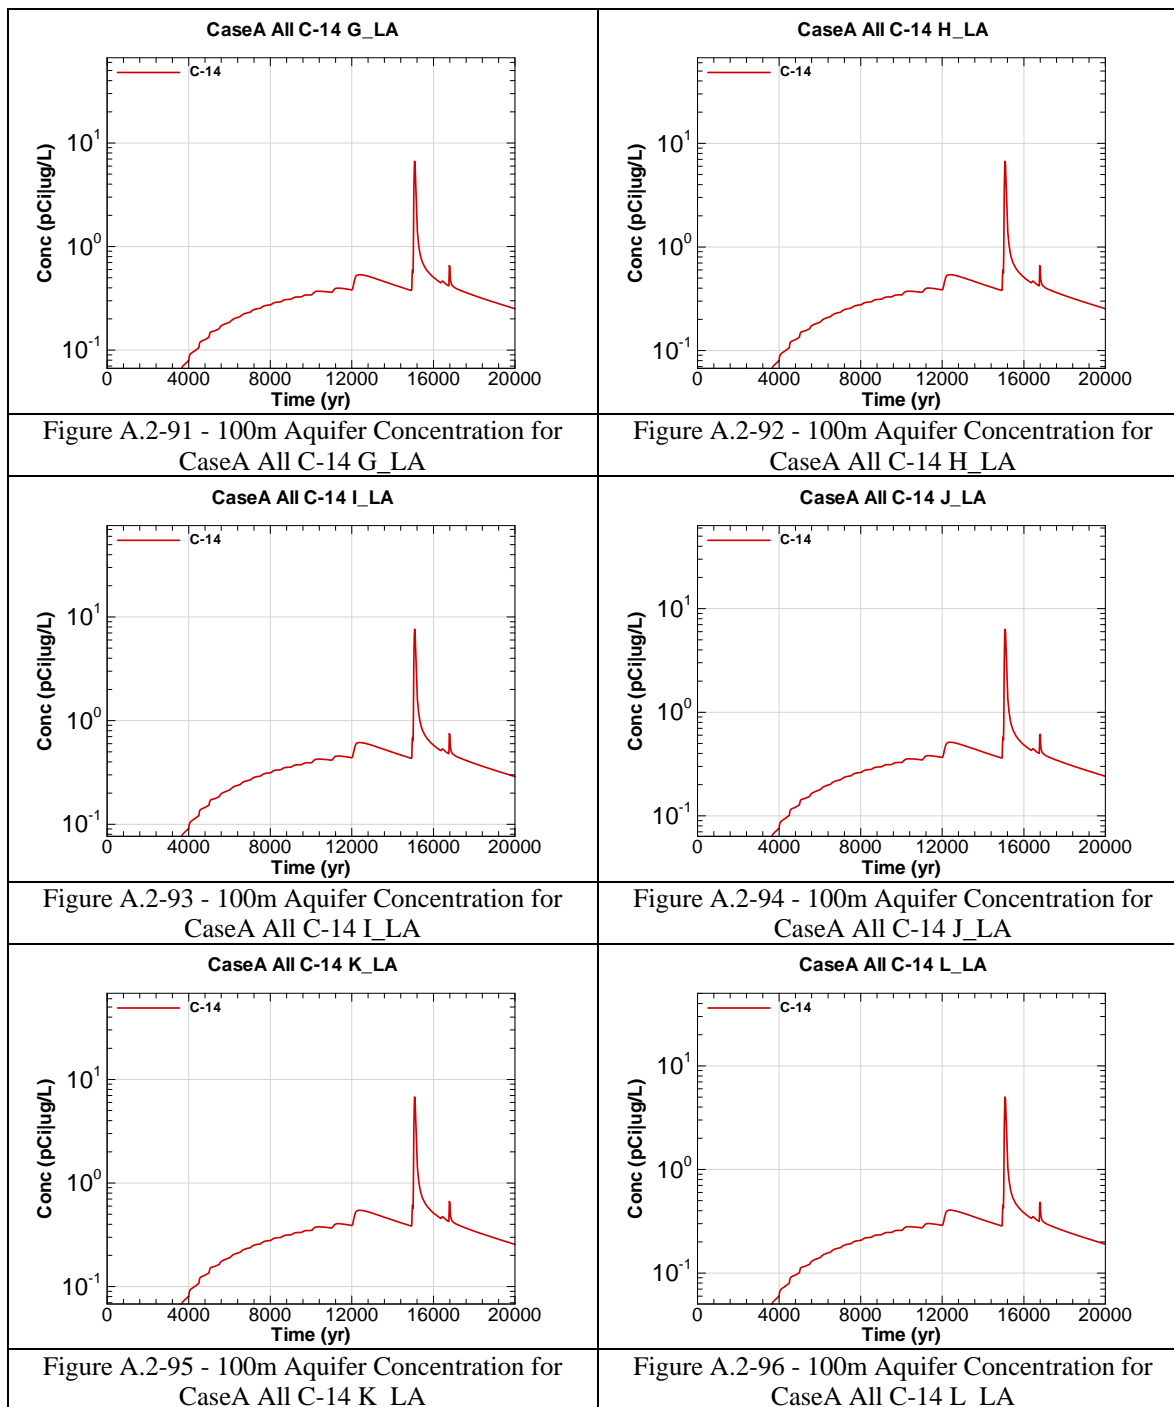 CaseA All C-14 G_LA
C-14
10^1
10^0
10^-1
Conc (pCi|ug/L)
0 4000 8000 12000 16000 20000
Time (yr)
Figure A.2-91 - 100m Aquifer Concentration for
CaseA All C-14 G_LA
CaseA All C-14 H_LA
C-14
10^1
10^0
10^-1
Conc (pCi|ug/L)
0 4000 8000 12000 16000 20000
Time (yr)
Figure A.2-92 - 100m Aquifer Concentration for
CaseA All C-14 H_LA
CaseA All C-14 I_LA
C-14
10^1
10^0
10^-1
Conc (pCi|ug/L)
0 4000 8000 12000 16000 20000
Time (yr)
Figure A.2-93 - 100m Aquifer Concentration for
CaseA All C-14 I_LA
CaseA All C-14 J_LA
C-14
10^1
10^0
10^-1
Conc (pCi|ug/L)
0 4000 8000 12000 16000 20000
Time (yr)
Figure A.2-94 - 100m Aquifer Concentration for
CaseA All C-14 J_LA
CaseA All C-14 K_LA
C-14
10^1
10^0
10^-1
Conc (pCi|ug/L)
0 4000 8000 12000 16000 20000
Time (yr)
Figure A.2-95 - 100m Aquifer Concentration for
CaseA All C-14 K_LA
CaseA All C-14 L_LA
C-14
10^1
10^0
10^-1
Conc (pCi|ug/L)
0 4000 8000 12000 16000 20000
Time (yr)
Figure A.2-96 - 100m Aquifer Concentration for
CaseA All C-14 L_LA